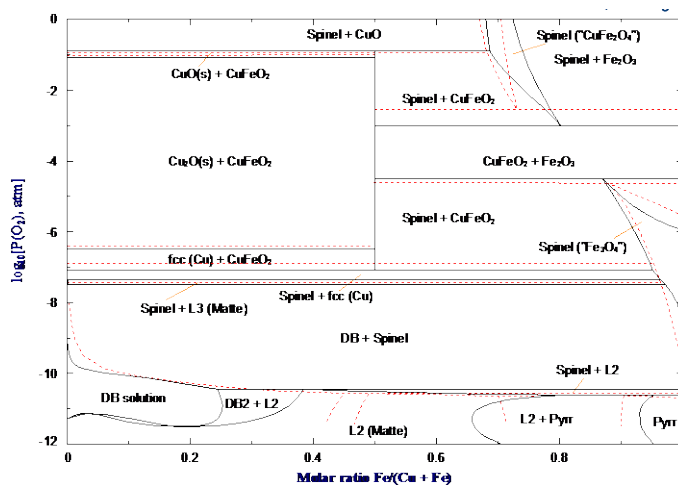 0
-2
-4
-6
-8
-10
-12
log₁₀[P(O₂), atm]
Spinel + CuO
Spinel ("CuFe₂O₄")
Spinel + Fe₂O₃
CuO(s) + CuFeO₂
Spinel + CuFeO₂
Cu₂O(s) + CuFeO₂
CuFeO₂ + Fe₂O₃
Spinel + CuFeO₂
Spinel ("Fe₃O₄")
fcc (Cu) + CuFeO₂
Spinel + fcc (Cu)
Spinel + L3 (Matte)
DB + Spinel
Spinel + L2
DB solution
DB2 + L2
L2 (Matte)
L2 + Pyrr
Pyrr
0 0.2 0.4 0.6 0.8
Molar ratio Fe/(Cu + Fe)